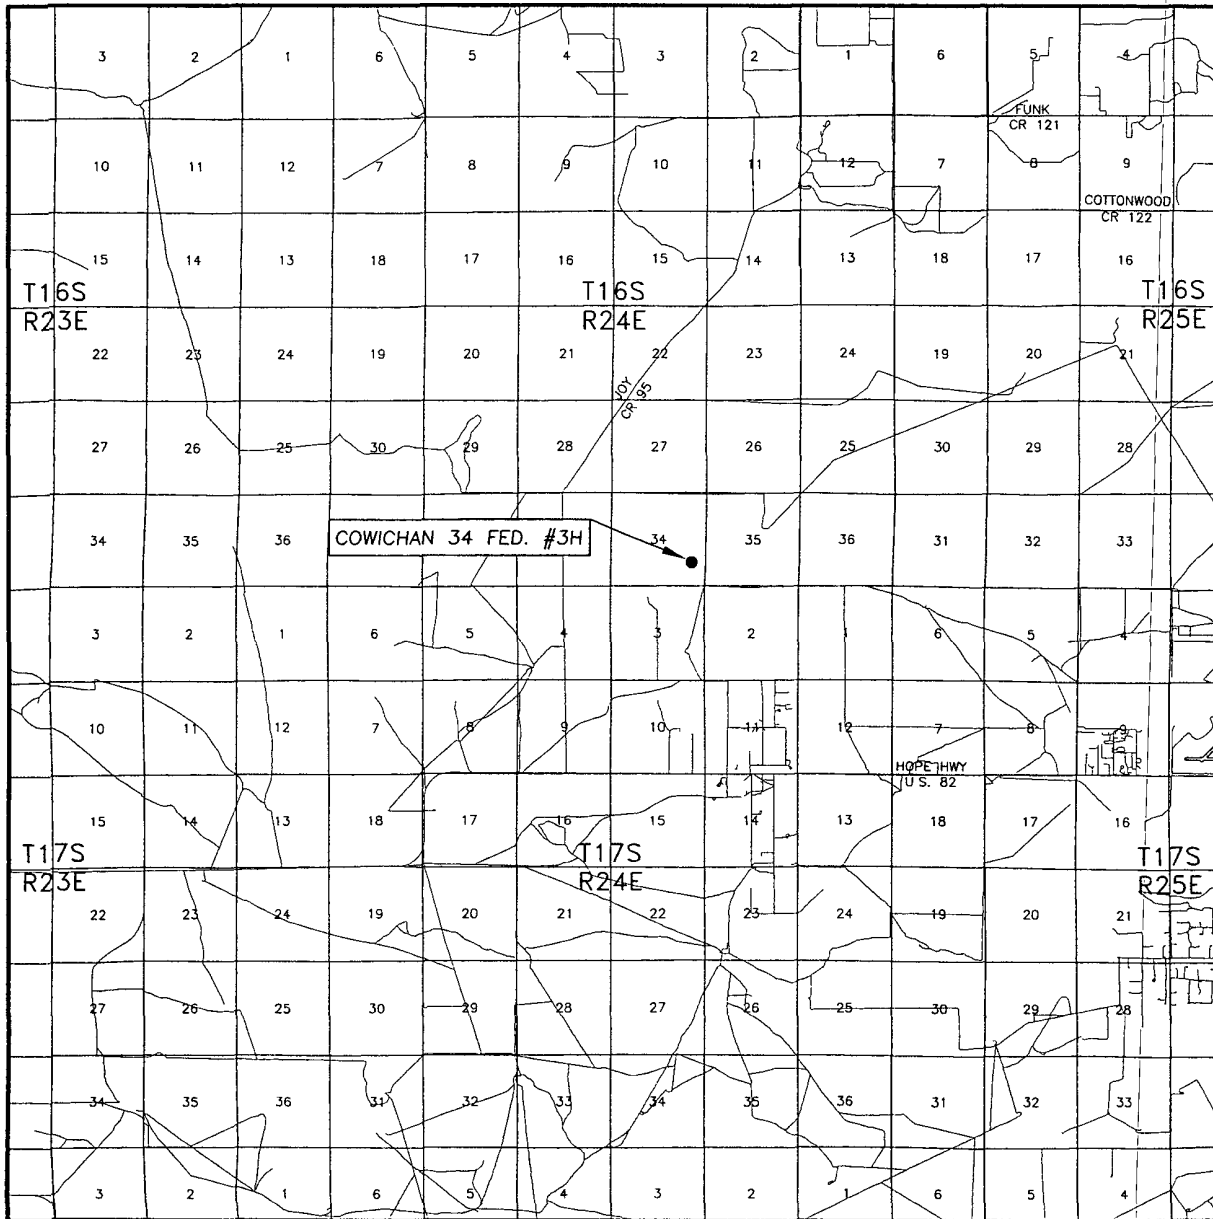 3 2 1 6 5 4 3 2 1 6 5 4
FUNK
CR 121
10 11 12 7 8 9 10 11 12 7 8 9
COTTONWOOD
CR 122
15 14 13 18 17 16 15 14 13 18 17 16
T16S T16S T16S
R23E R24E R25E
22 23 24 19 20 21 22 23 24 19 20 21
JOY
CR 95
27 26 25 30 29 28 27 26 25 30 29 28
34 35 36 34 35 36 31 32 33
COWICHAN 34 FED. #3H
3 2 1 6 5 4 3 2 1 6 5 4
10 11 12 7 8 9 10 11 12 7 8 9
HOPE HWY
U S. 82
15 14 13 18 17 16 15 14 13 18 17 16
T17S T17S T17S
R23E R24E R25E
22 23 24 19 20 21 22 23 24 19 20 21
27 26 25 30 29 28 27 26 25 30 29 28
34 35 36 31 32 33 34 35 36 31 32 33
3 2 1 6 5 4 3 2 1 6 5 4